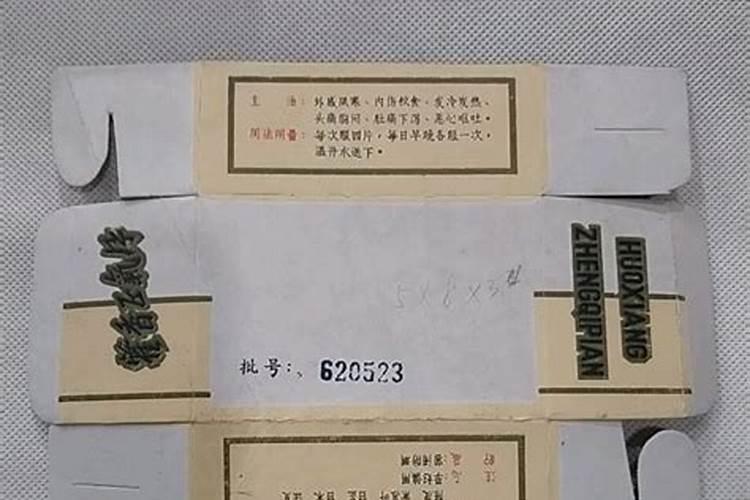 主 治：外感风寒、内伤饮食、发冷发热、
头痛胸闷、肚痛下泻、恶心呕吐。
用法用量：每次服四片，每日早晚各服一次，
温开水送下。
藿香正气片
HUOXIANG
ZHENGQIPIAN
5×8×3
批号： 620523